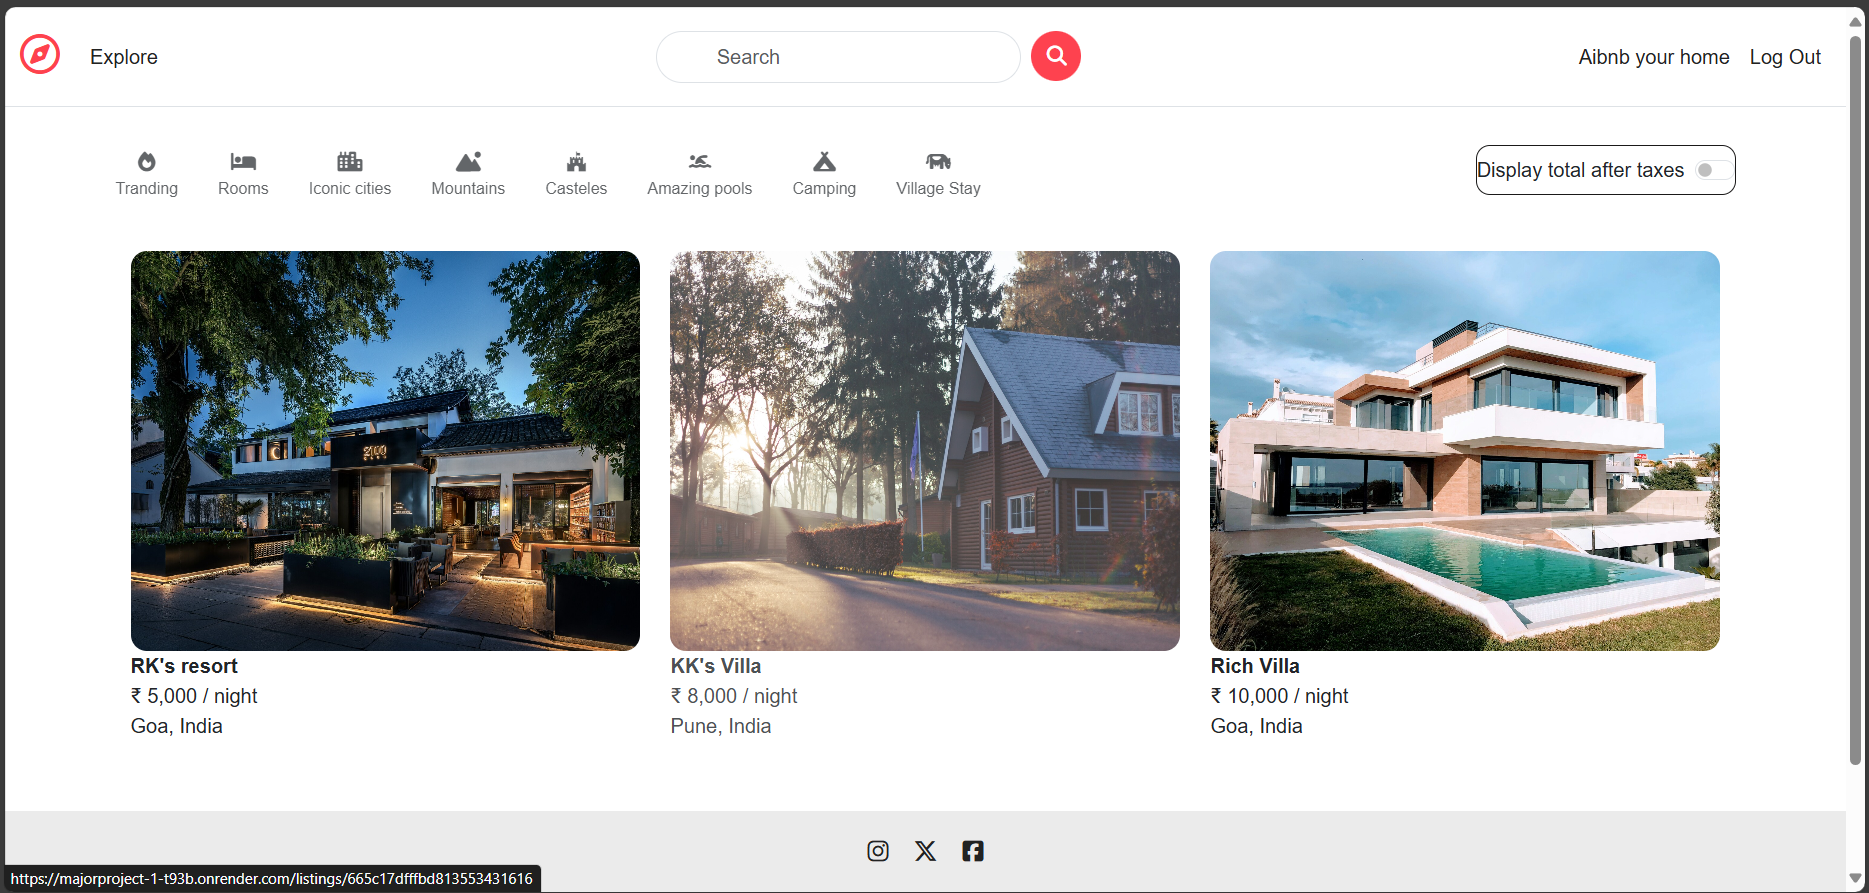 Explore
Search
Aibnb your home
Log Out
Tranding
Rooms
Iconic cities
Mountains
Casteles
Amazing pools
Camping
Village Stay
Display total after taxes
2100
RK's resort
₹ 5,000 / night
Goa, India
KK's Villa
₹ 8,000 / night
Pune, India
Rich Villa
₹ 10,000 / night
Goa, India
https://majorproject-1-t93b.onrender.com/listings/665c17dfffbd813553431616